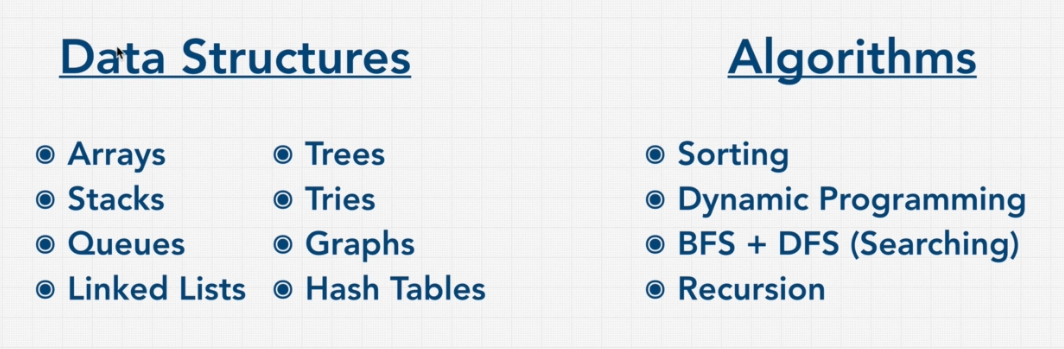 Data Structures
Arrays
Stacks
Queues
Linked Lists
Trees
Tries
Graphs
Hash Tables
Algorithms
Sorting
Dynamic Programming
BFS + DFS (Searching)
Recursion